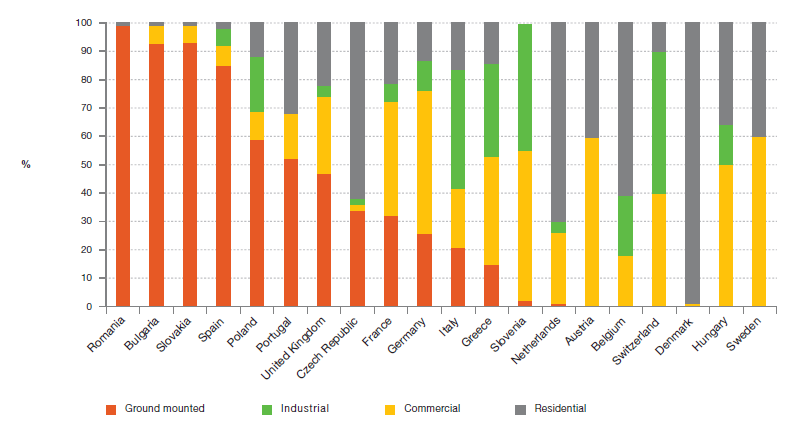 100
90
80
70
60
50
40
30
20
10
0
%
Romania
Bulgaria
Slovakia
Spain
Poland
Portugal
United Kingdom
Czech Republic
France
Germany
Italy
Greece
Slovenia
Netherlands
Austria
Belgium
Switzerland
Denmark
Hungary
Sweden
Ground mounted Industrial Commercial Residential